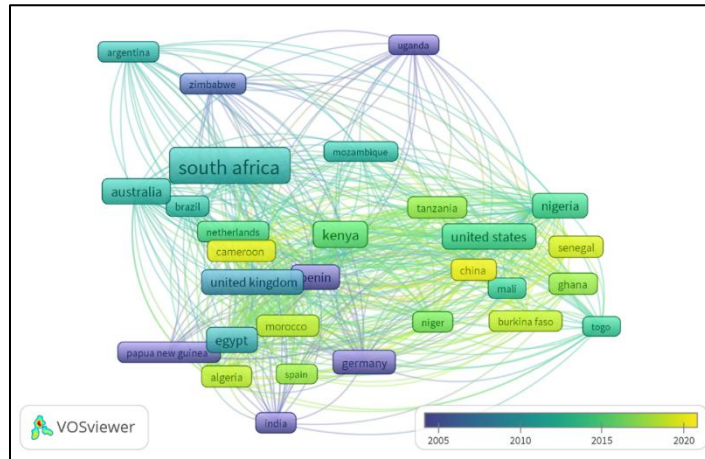 uganda
argentina
zimbabwe
mozambique
south africa
australia
brazil
tanzania
nigeria
netherlands
kenya
united states
cameroon
senegal
china
benin
united kingdom
mali
ghana
morocco
niger
burkina faso
togo
egypt
papua new guinea
germany
algeria
spain
india
VOSviewer
2005 2010 2015 2020